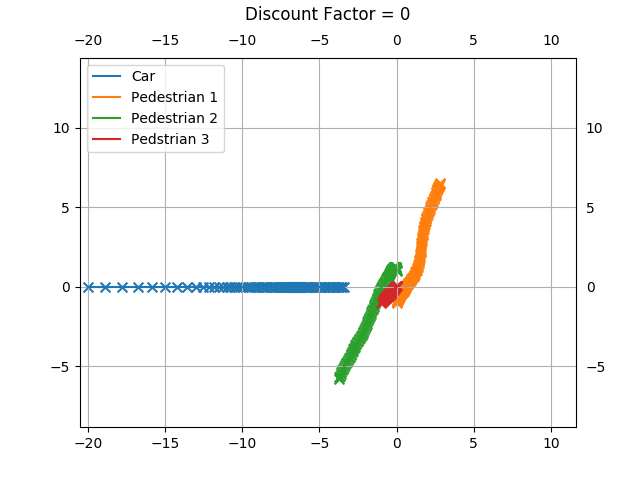 Discount Factor = 0
−20 −15 −10 −5 0 5 10
Car
Pedestrian 1
Pedestrian 2
Pedstrian 3
10 10
5 5
0 0
−5 −5
−20 −15 −10 −5 0 5 10